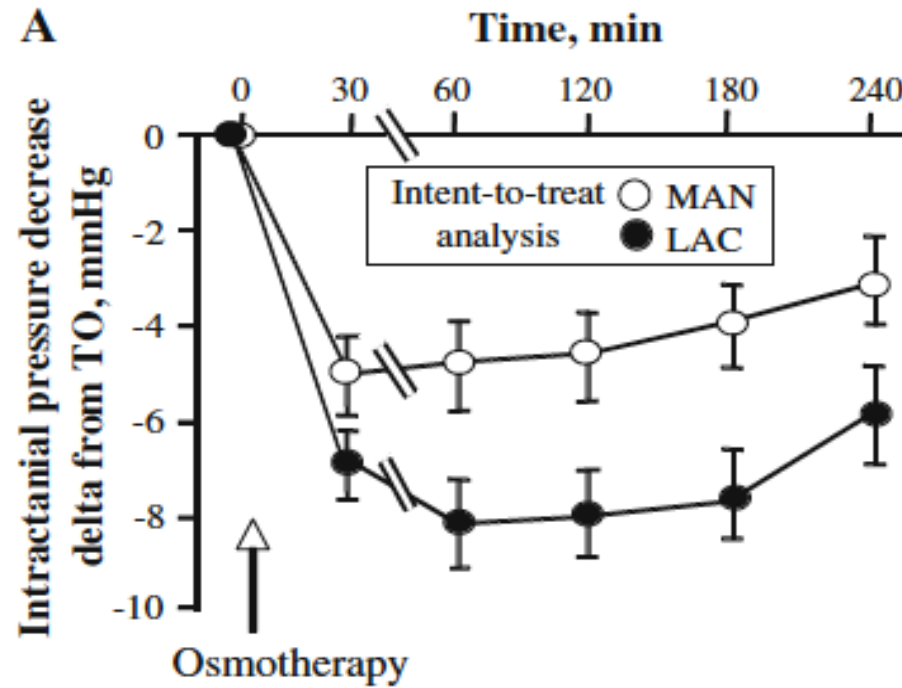 A
Time, min
0 30 60 120 180 240
Intractanial pressure decrease
delta from TO, mmHg
0
-2
-4
-6
-8
-10
Intent-to-treat
analysis
MAN
LAC
Osmotherapy